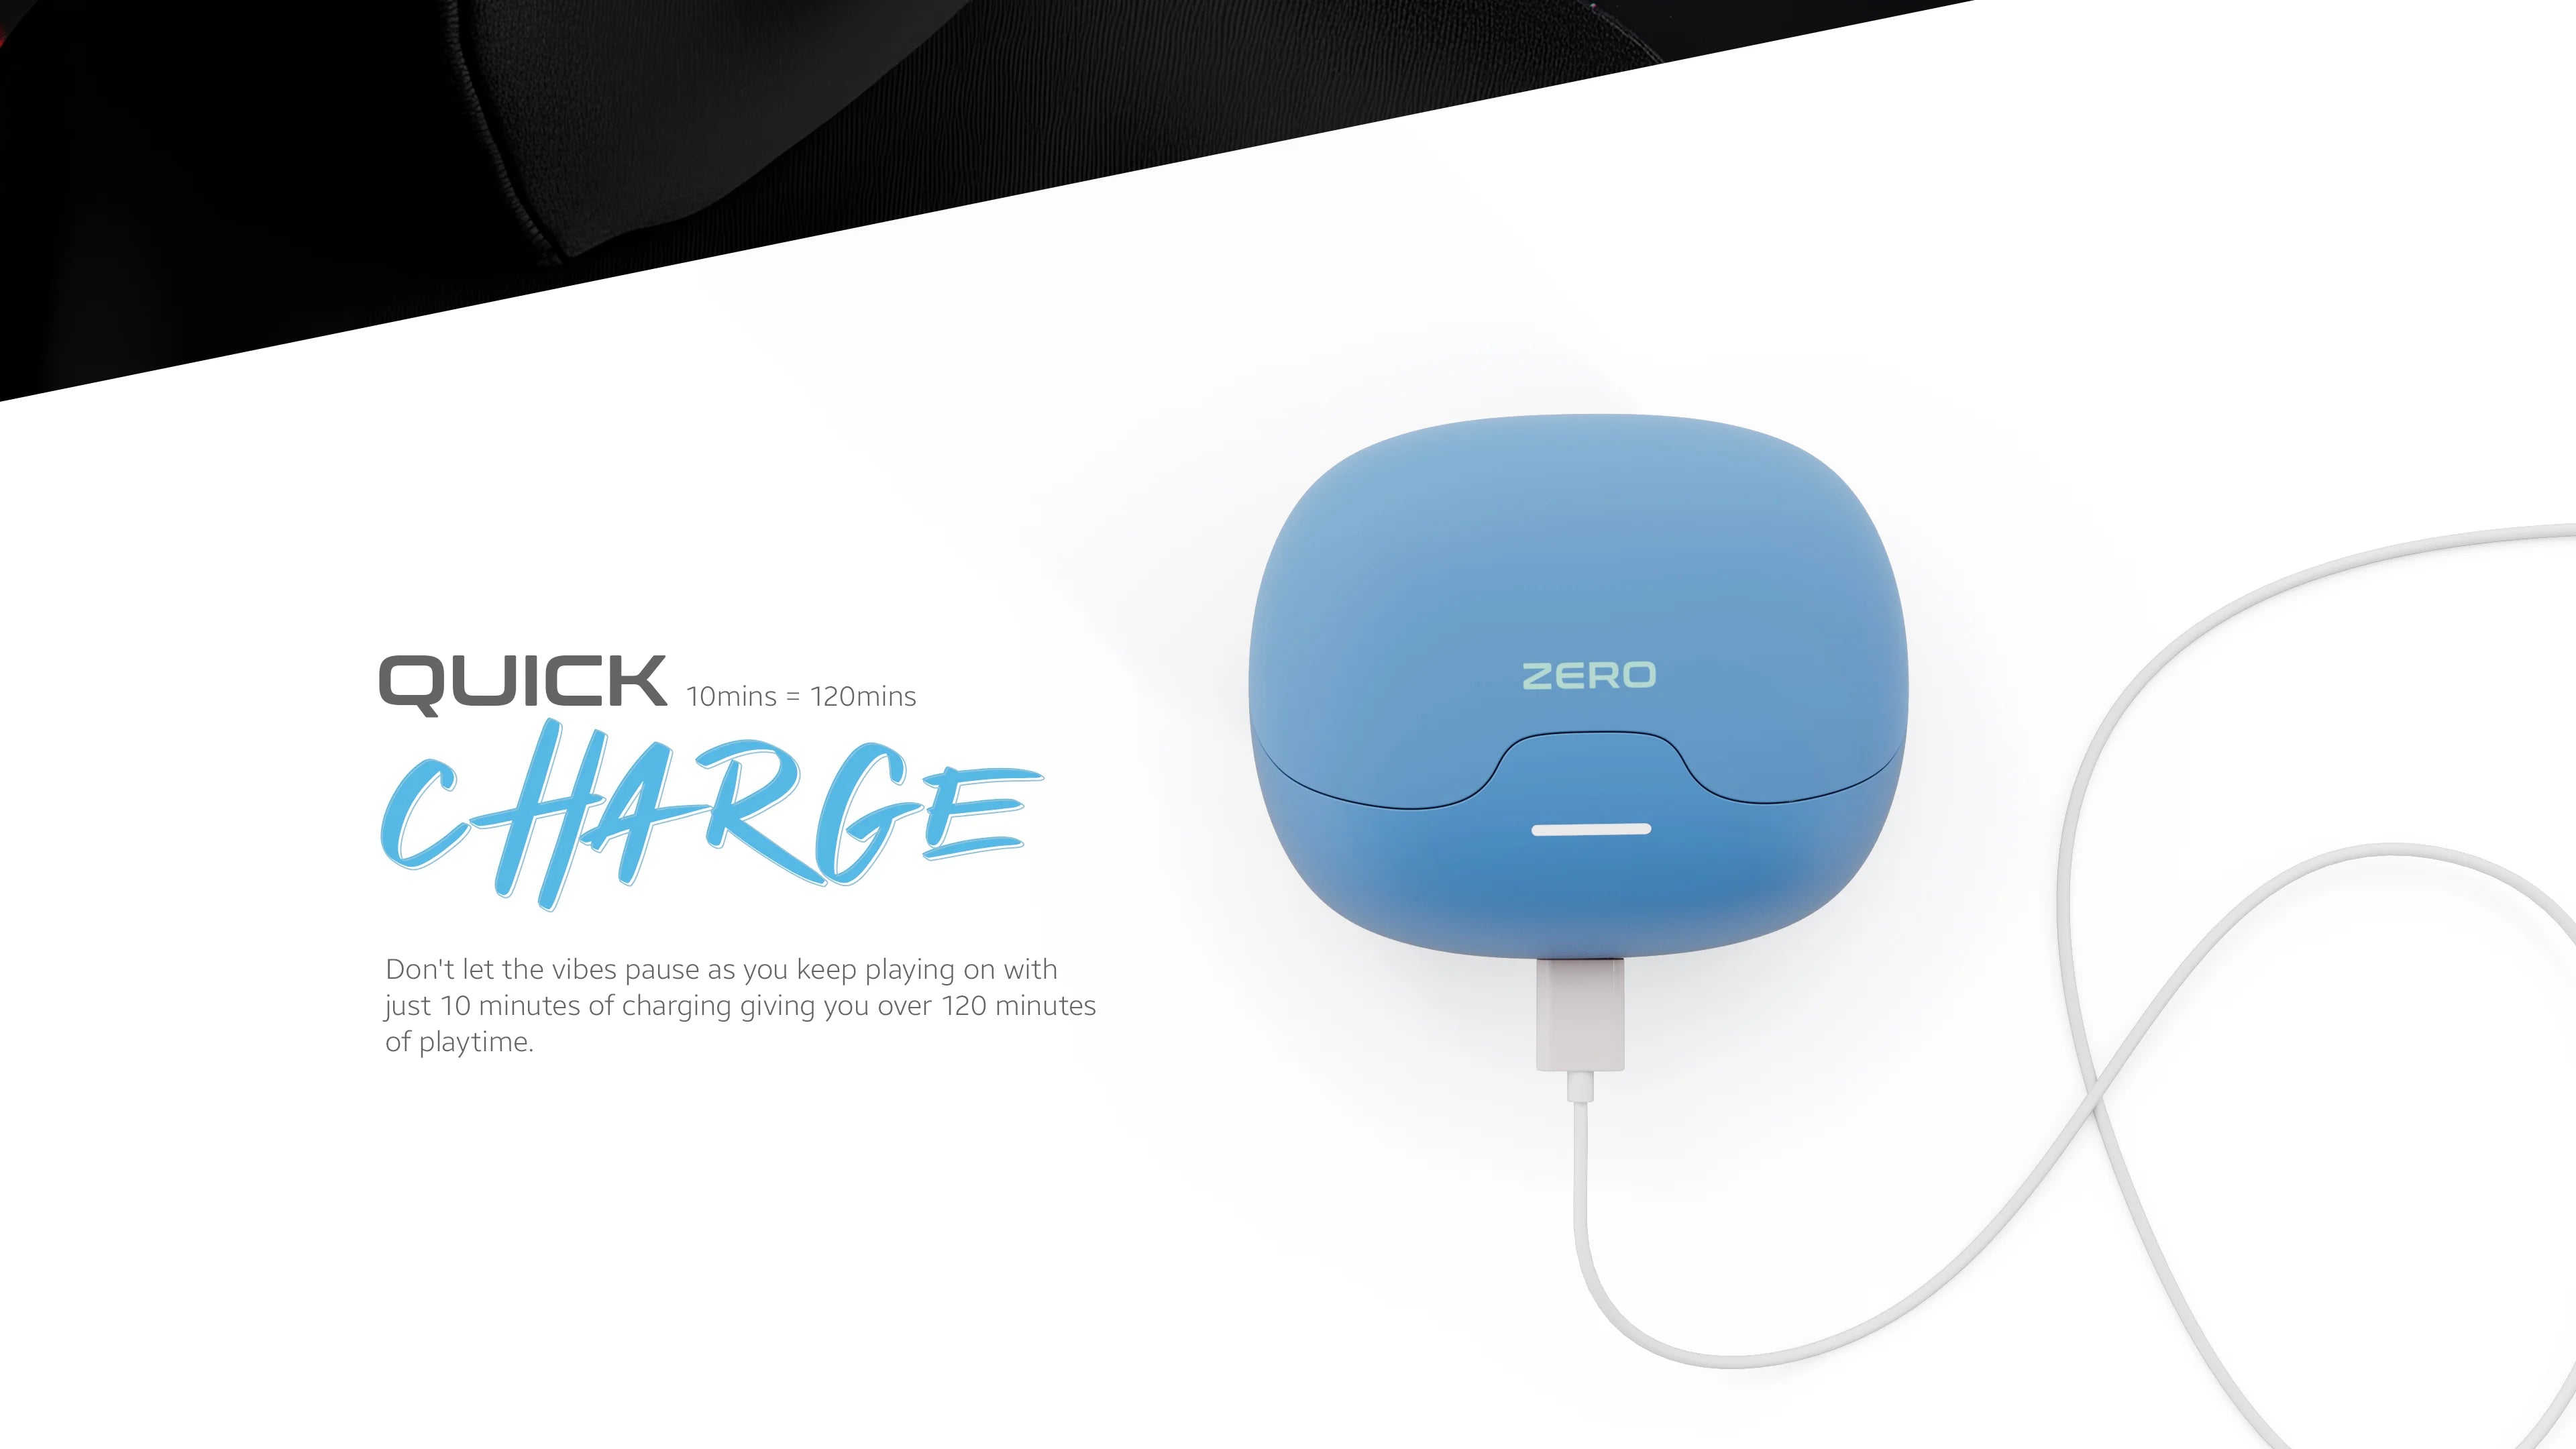 QUICK 10mins = 120mins
CHARGE
Don't let the vibes pause as you keep playing on with
just 10 minutes of charging giving you over 120 minutes
of playtime.
ZERO